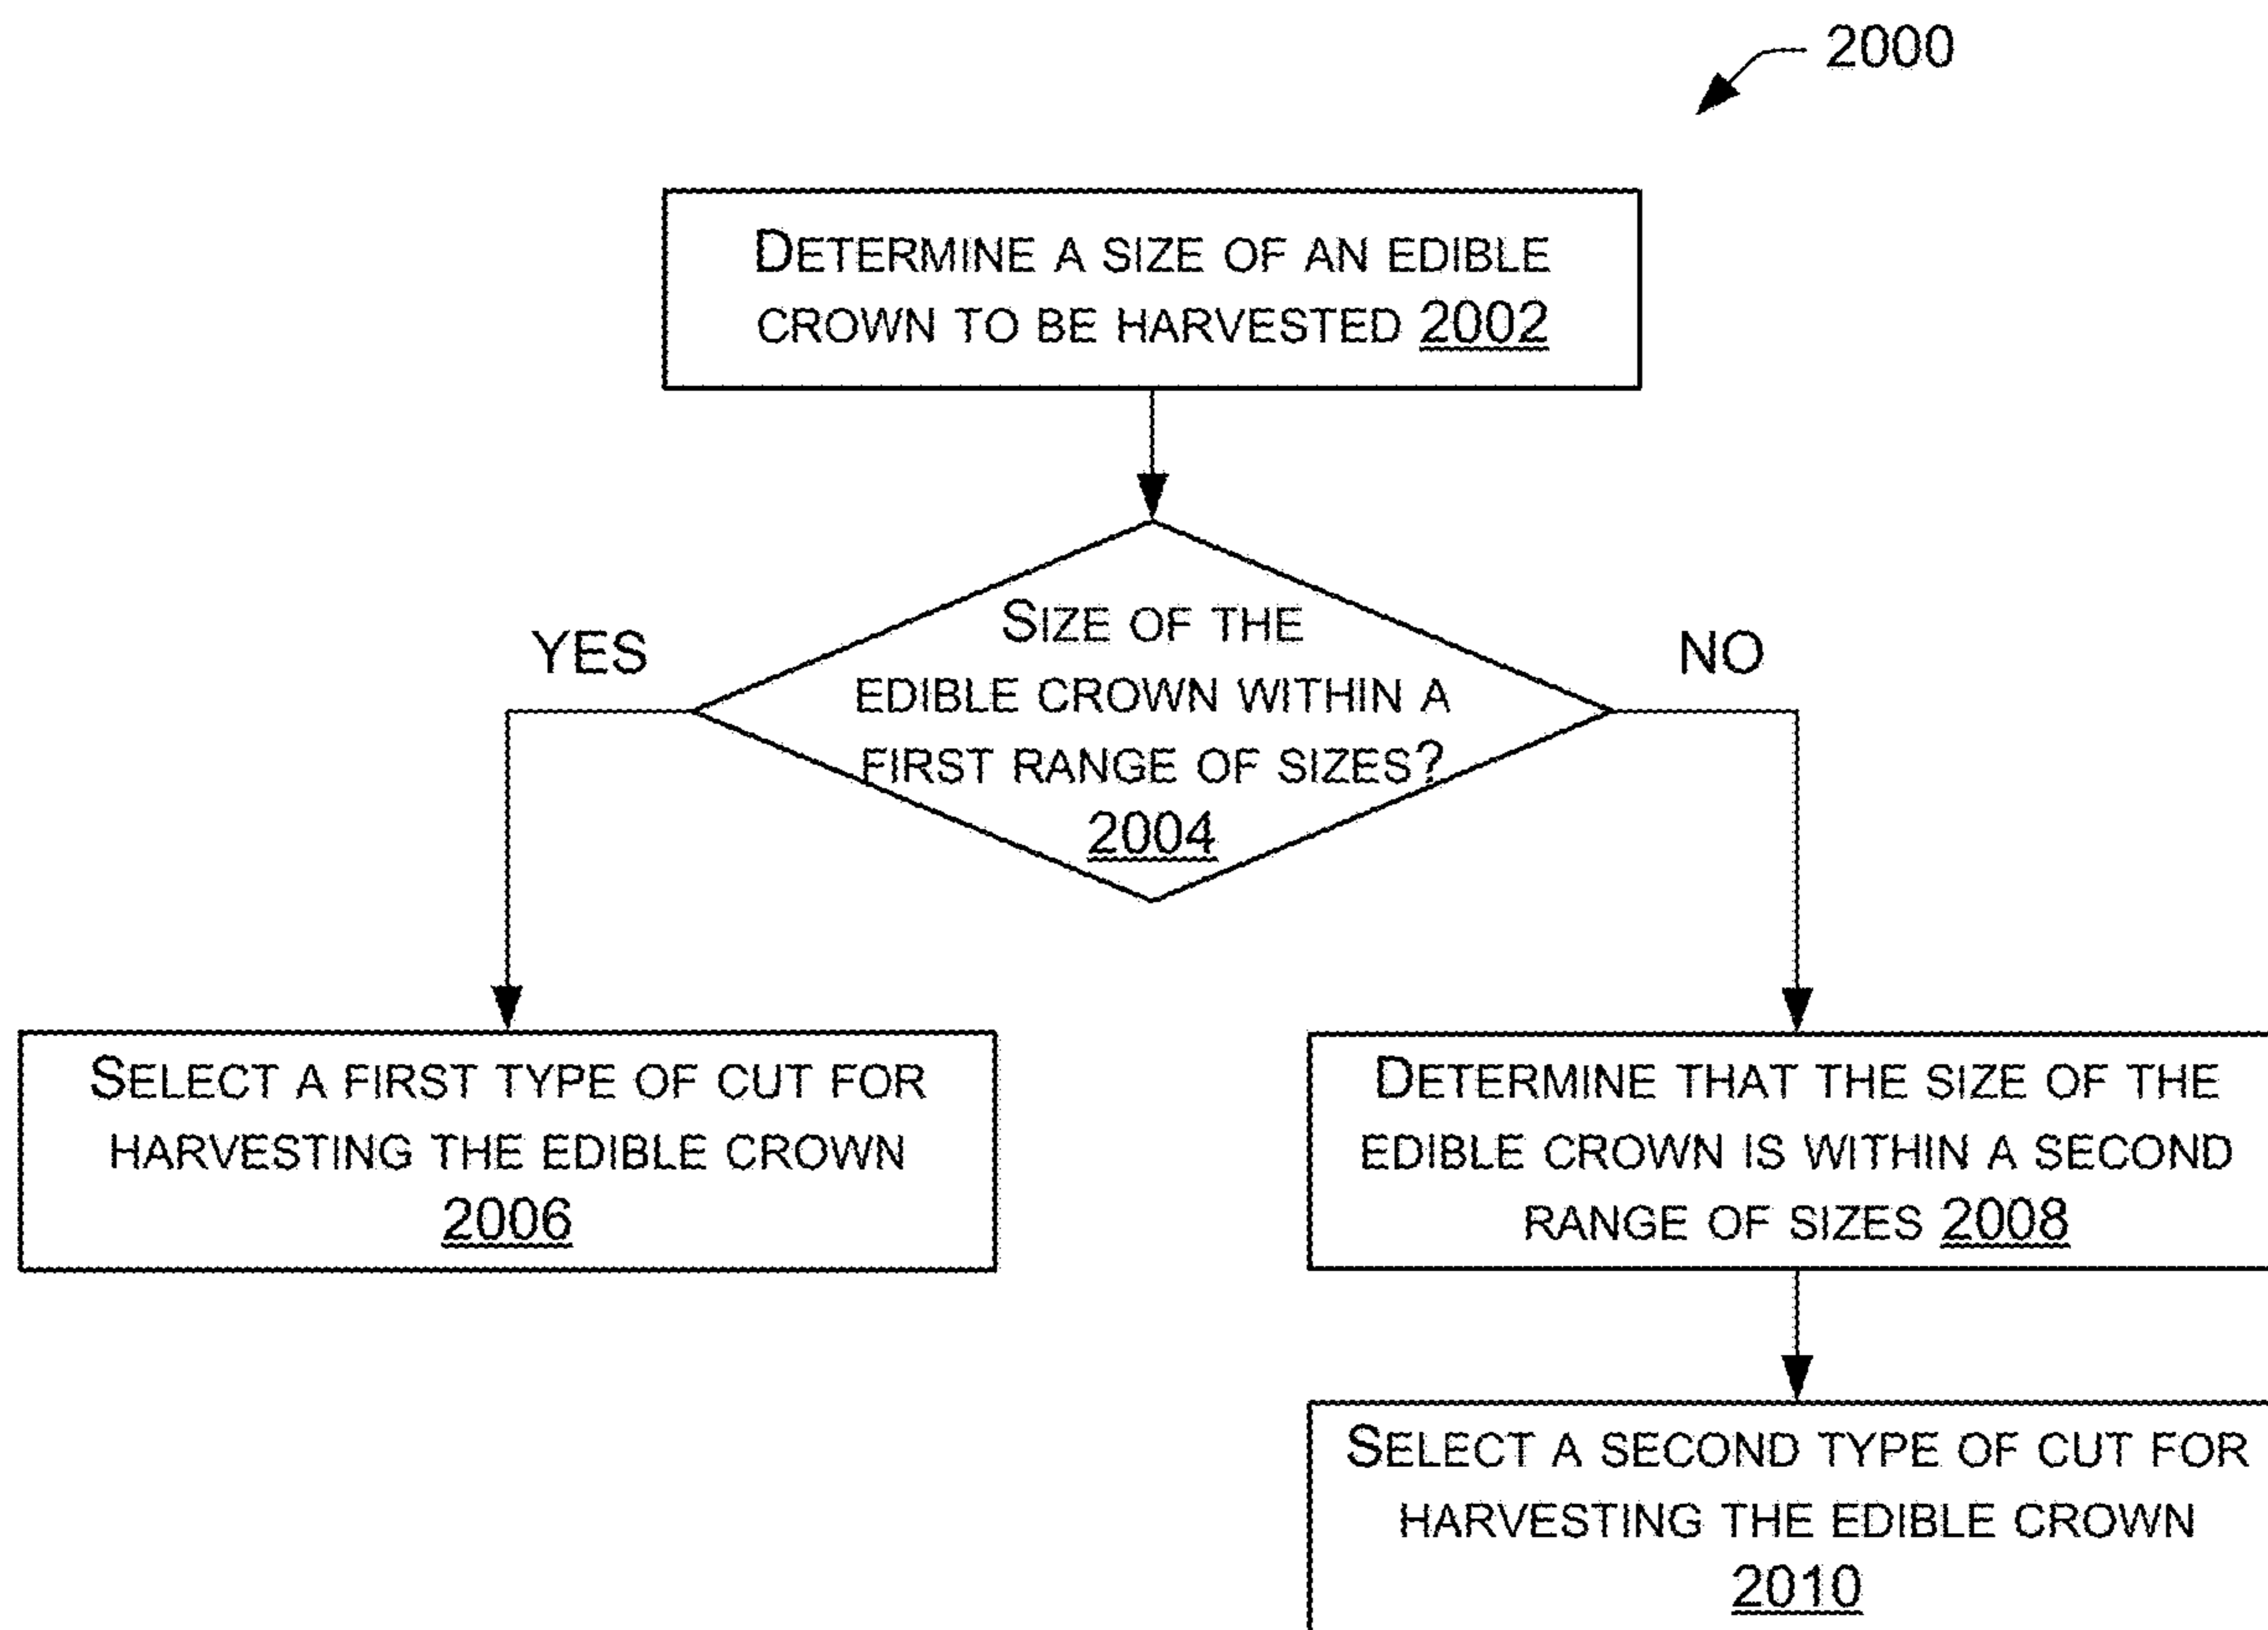 2000
DETERMINE A SIZE OF AN EDIBLE
CROWN TO BE HARVESTED 2002
SIZE OF THE
EDIBLE CROWN WITHIN A
FIRST RANGE OF SIZES?
2004
YES
NO
SELECT A FIRST TYPE OF CUT FOR
HARVESTING THE EDIBLE CROWN
2006
DETERMINE THAT THE SIZE OF THE
EDIBLE CROWN IS WITHIN A SECOND
RANGE OF SIZES 2008
SELECT A SECOND TYPE OF CUT FOR
HARVESTING THE EDIBLE CROWN
2010